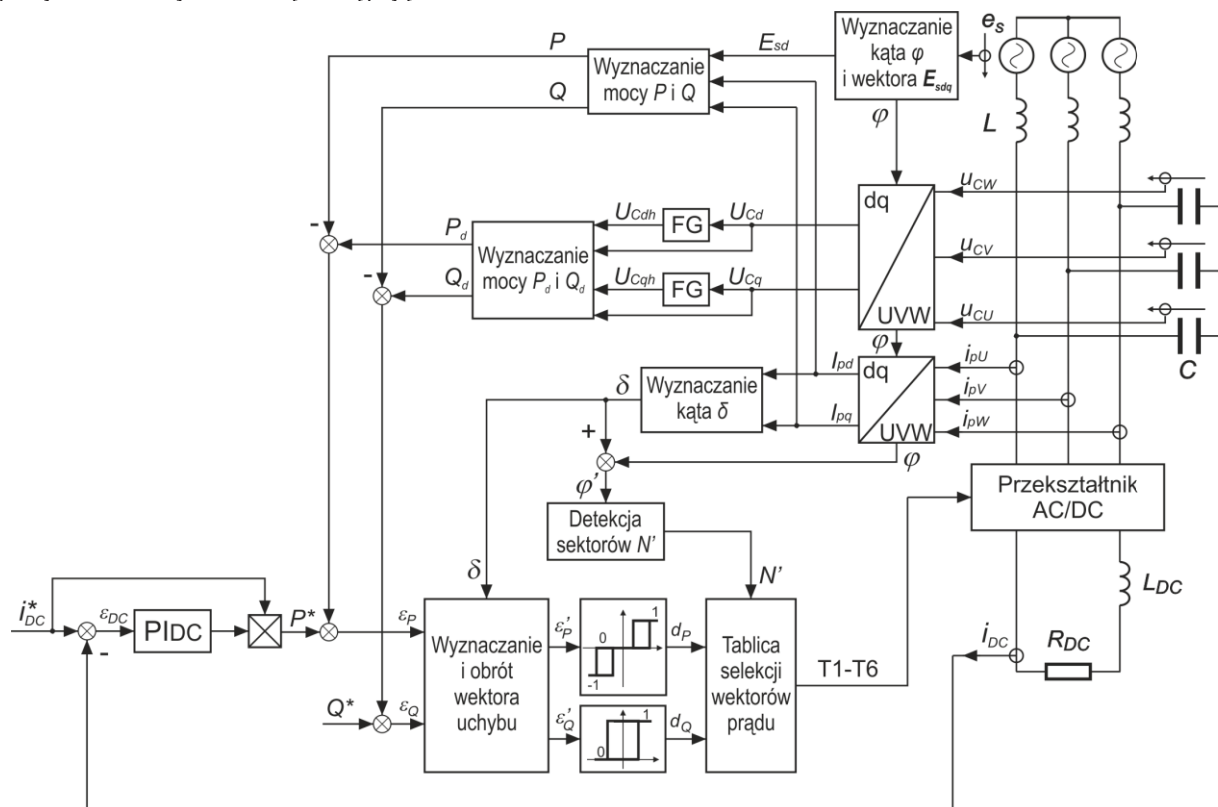 P
E_sd
Wyznaczanie
kąta φ
i wektora E_sdq
e_s
Wyznaczanie
mocy P i Q
Q
φ
L
dq
u_CW
-
P_d
Wyznaczanie
mocy P_d i Q_d
U_Cdh
FG
U_Cd
-
Q_d
U_Cqh
FG
U_Cq
u_CV
UVW
u_CU
φ
C
δ
Wyznaczanie
kąta δ
I_pd
dq
i_pU
i_pV
I_pq
UVW
i_pW
+
φ
φ'
Przekształtnik
AC/DC
Detekcja
sektorów N'
δ
N'
L_DC
i*_DC
ε_DC
PI_DC
P*
-
ε_P
Wyznaczanie
i obrót
wektora
uchybu
ε'_P
1
0
-1
d_P
Tablica
selekcji
wektorów
prądu
T1-T6
i_DC
R_DC
Q*
ε_Q
ε'_Q
1
0
d_Q